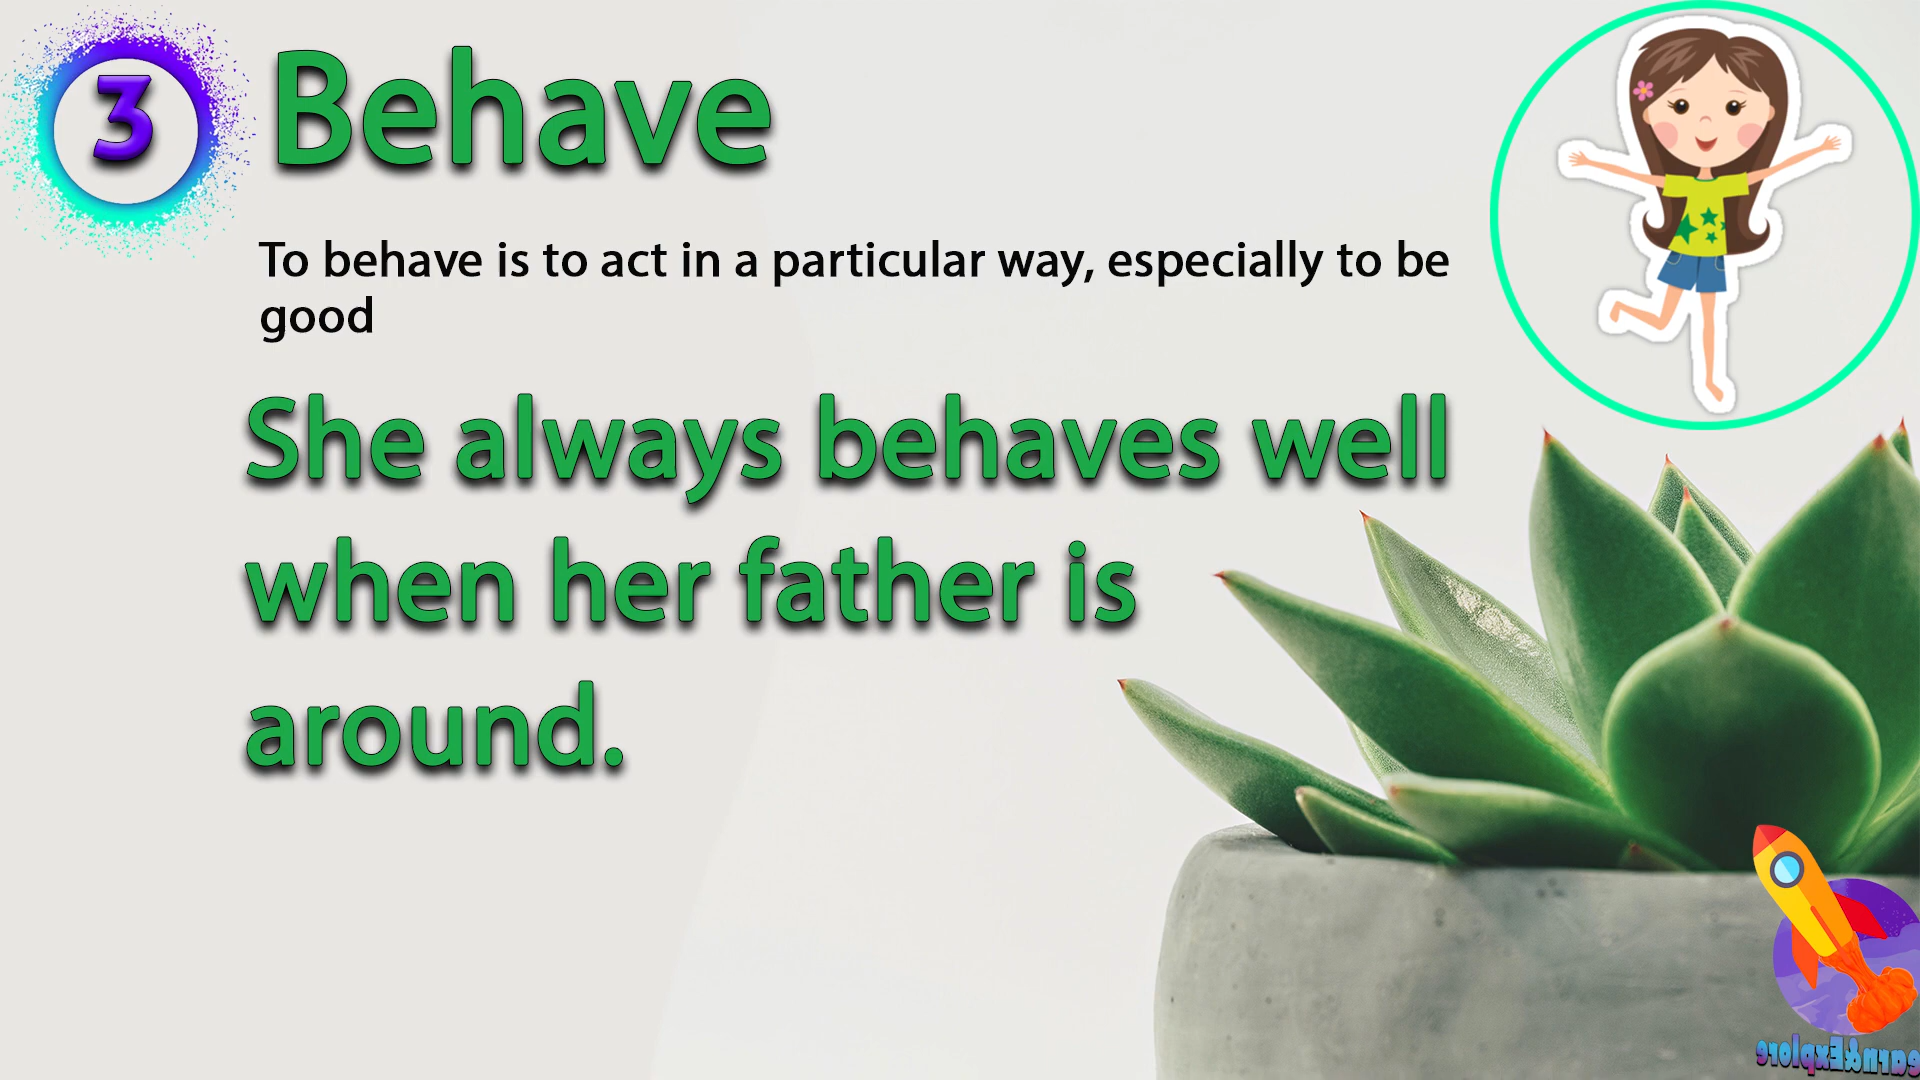 3
Behave
To behave is to act in a particular way, especially to be
good
She always behaves well
when her father is
around.